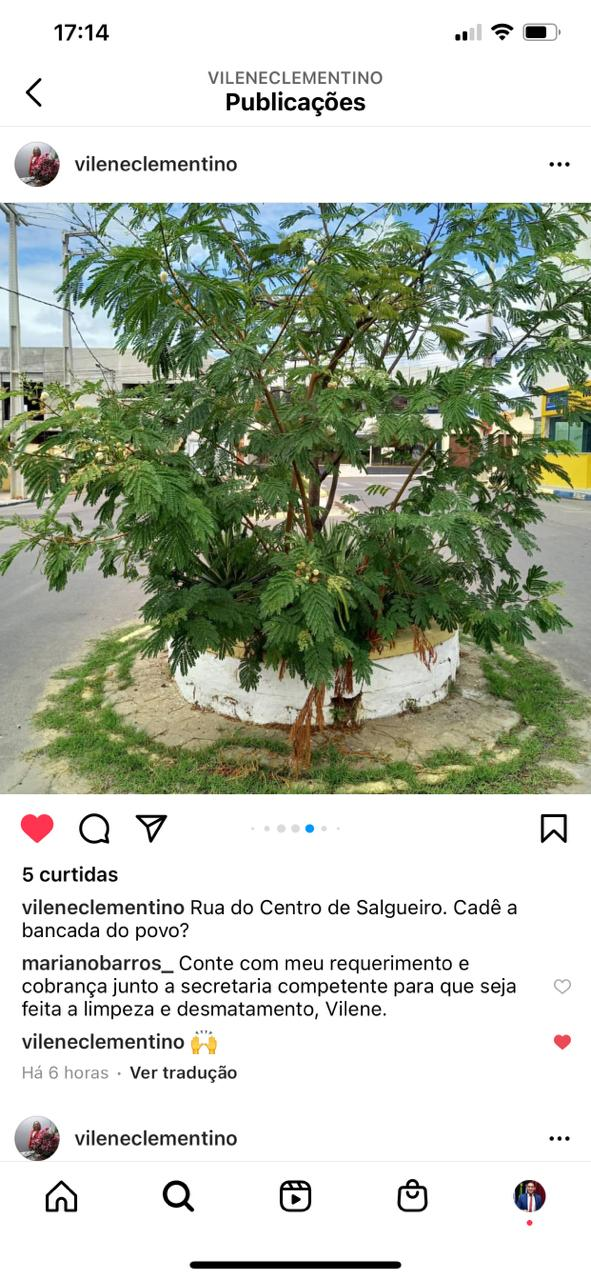 17:14
VILENECLEMENTINO
Publicações
vileneclementino
5 curtidas
vileneclementino Rua do Centro de Salgueiro. Cadê a
bancada do povo?
marianobarros_ Conte com meu requerimento e
cobrança junto a secretaria competente para que seja
feita a limpeza e desmatamento, Vilene.
vileneclementino 🙌
Há 6 horas · Ver tradução
vileneclementino